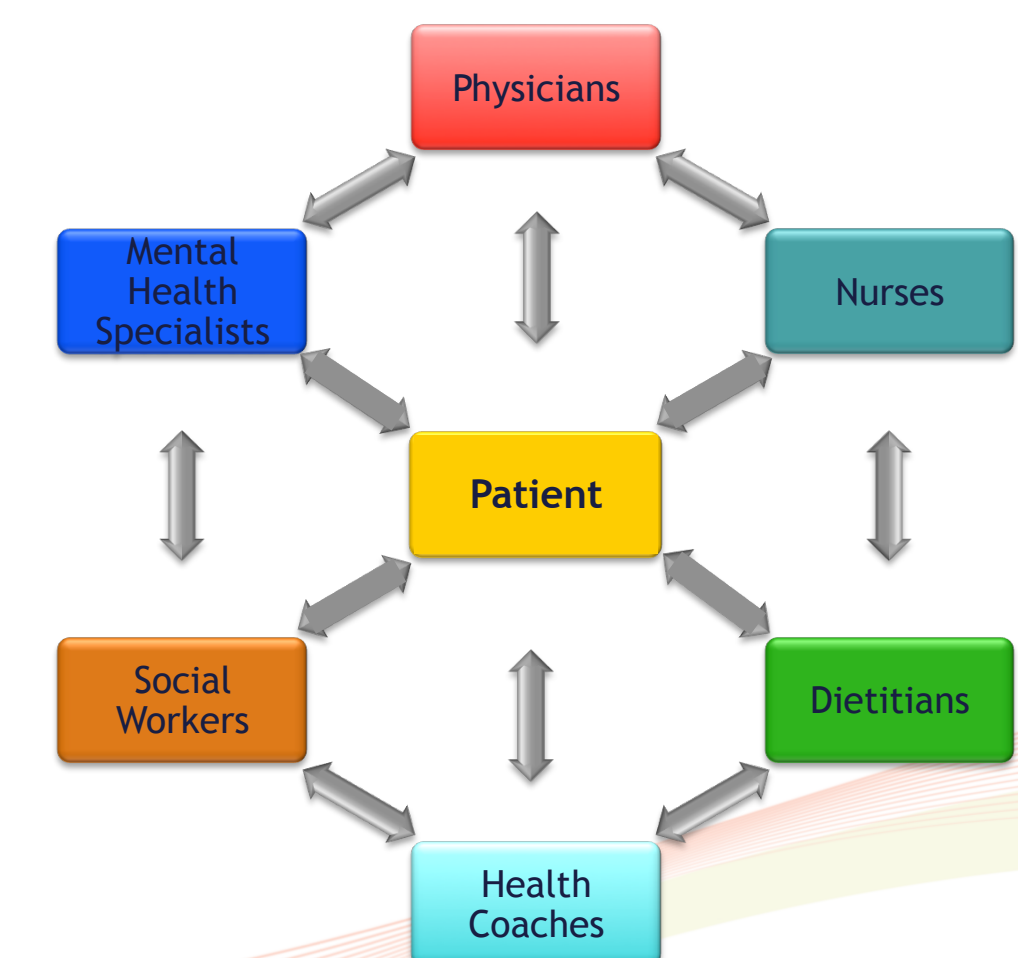 Physicians
Mental
Health
Specialists
Nurses
Patient
Social
Workers
Dietitians
Health
Coaches